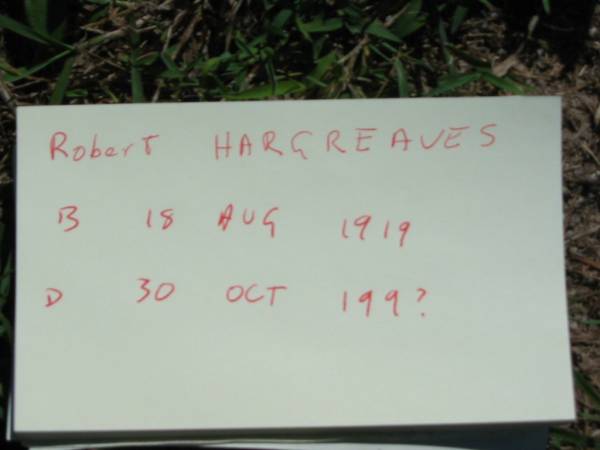 Robert HARGREAVES
B 18 AUG 1919
D 30 OCT 199?